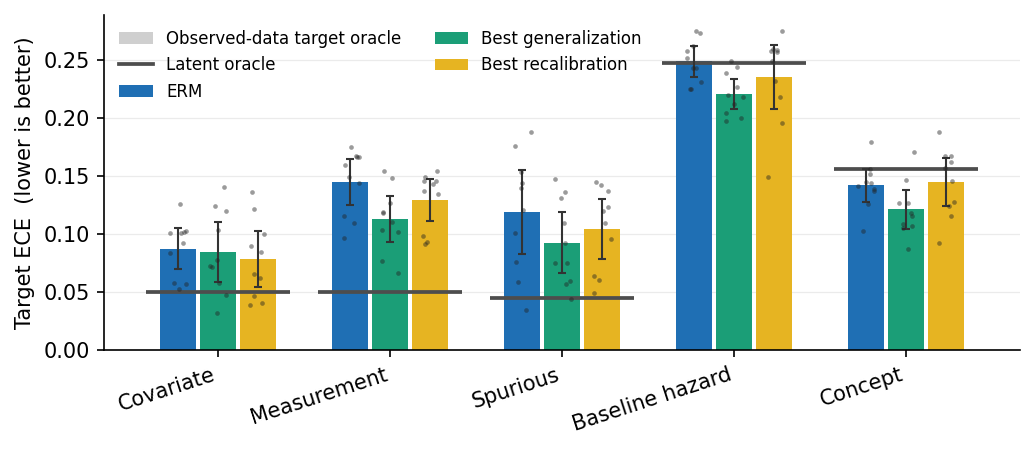 Target ECE (lower is better)
0.25
0.20
0.15
0.10
0.05
0.00
Observed-data target oracle
Latent oracle
ERM
Best generalization
Best recalibration
Covariate
Measurement
Spurious
Baseline hazard
Concept